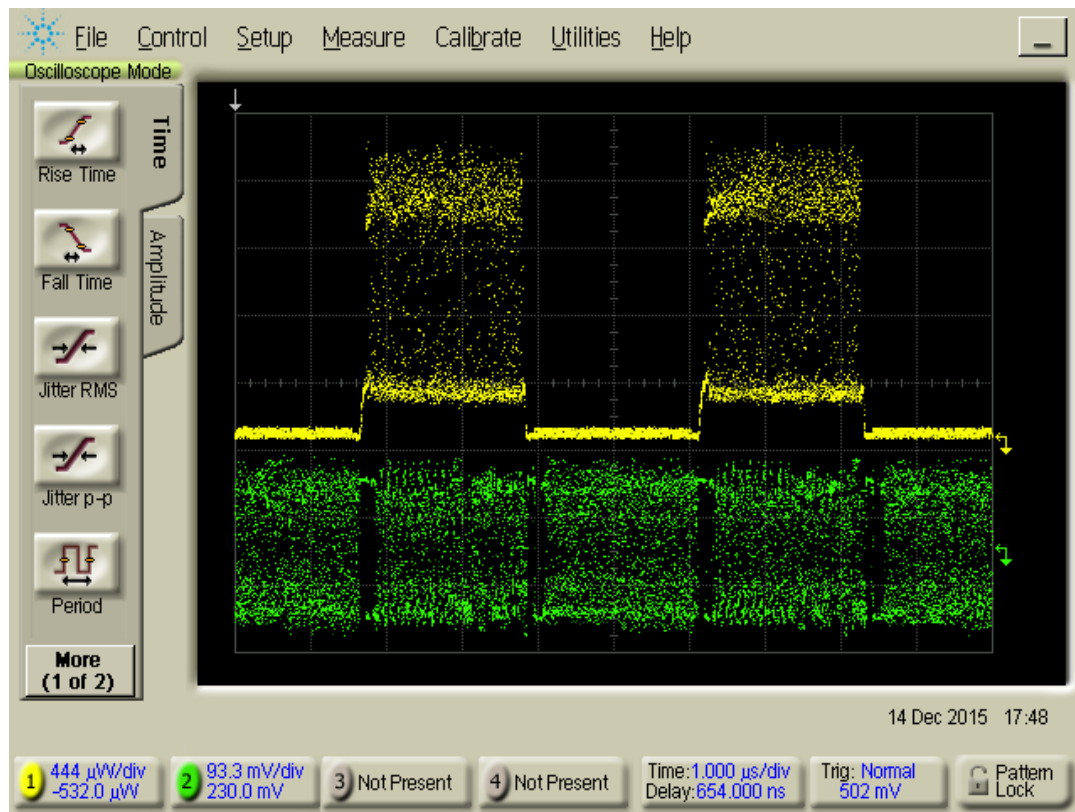 File Control Setup Measure Calibrate Utilities Help
Oscilloscope Mode
Time
Amplitude
Rise Time
Fall Time
Jitter RMS
Jitter p-p
Period
More
(1 of 2)
14 Dec 2015 17:48
1 444 µW/div
-532.0 µW
2 93.3 mV/div
230.0 mV
3 Not Present
4 Not Present
Time:1.000 µs/div
Delay:654.000 ns
Trig: Normal
502 mV
Pattern
Lock